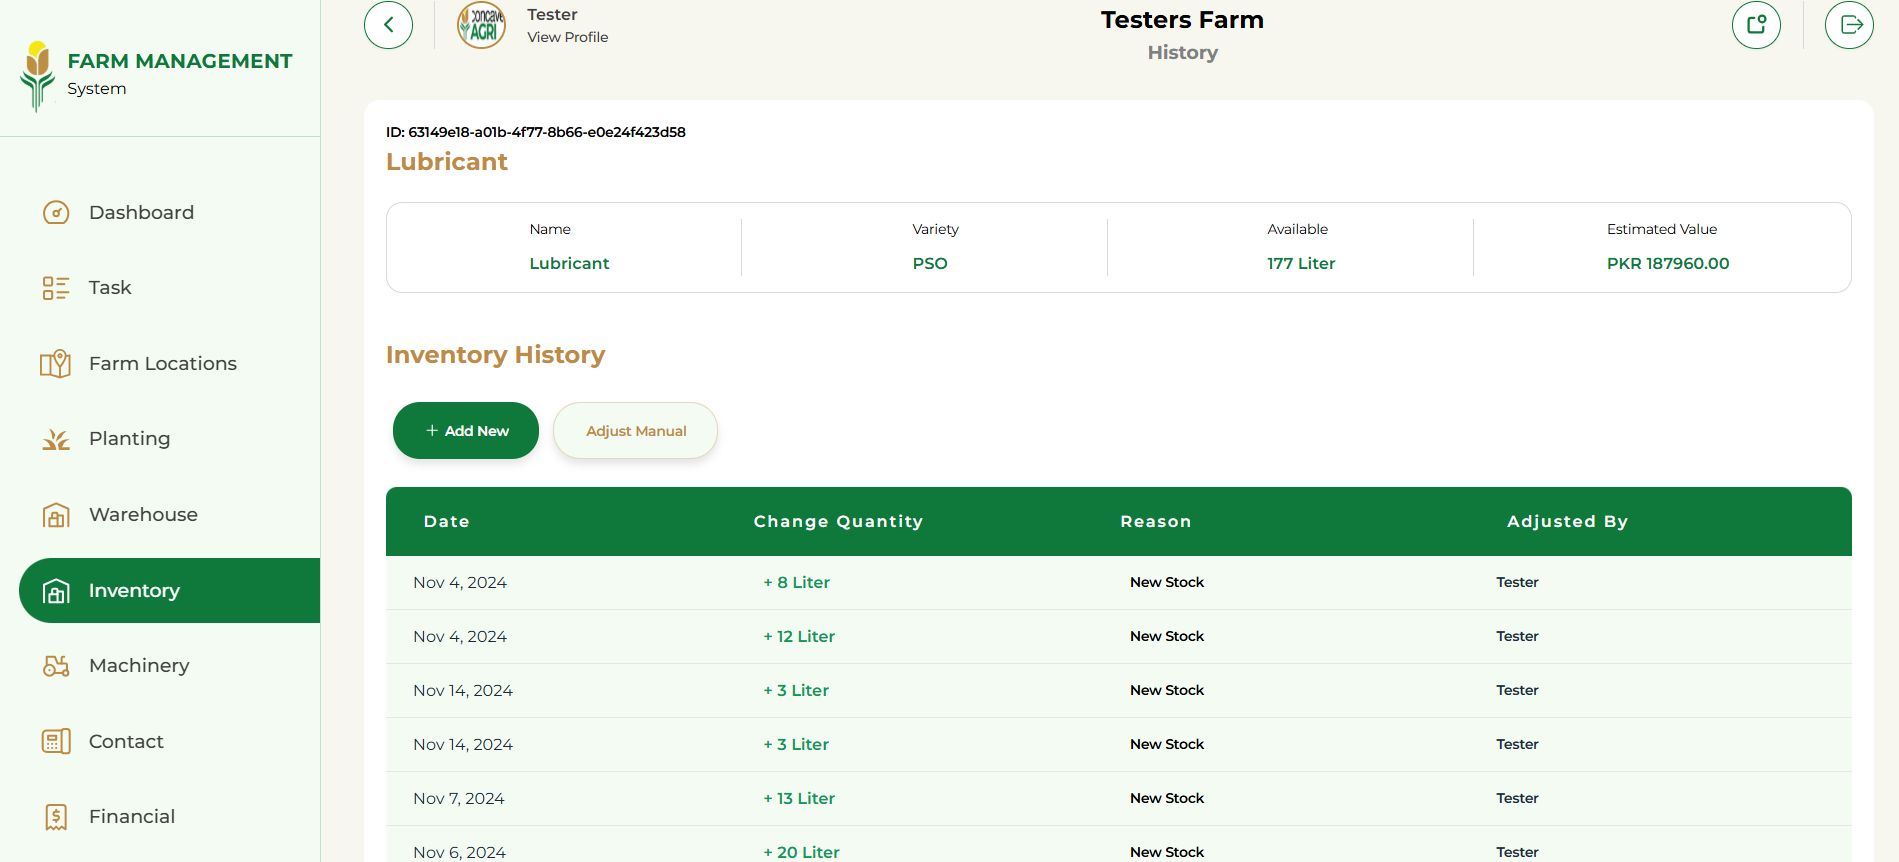 FARM MANAGEMENT
System
Dashboard
Task
Farm Locations
Planting
Warehouse
Inventory
Machinery
Contact
Financial
concave
AGRI
Tester
View Profile
Testers Farm
History
ID: 63149e18-a01b-4f77-8b66-e0e24f423d58
Lubricant
Name Variety Available Estimated Value
Lubricant PSO 177 Liter PKR 187960.00
Inventory History
+ Add New Adjust Manual
Date Change Quantity Reason Adjusted By
Nov 4, 2024 + 8 Liter New Stock Tester
Nov 4, 2024 + 12 Liter New Stock Tester
Nov 14, 2024 + 3 Liter New Stock Tester
Nov 14, 2024 + 3 Liter New Stock Tester
Nov 7, 2024 + 13 Liter New Stock Tester
Nov 6, 2024 + 20 Liter New Stock Tester